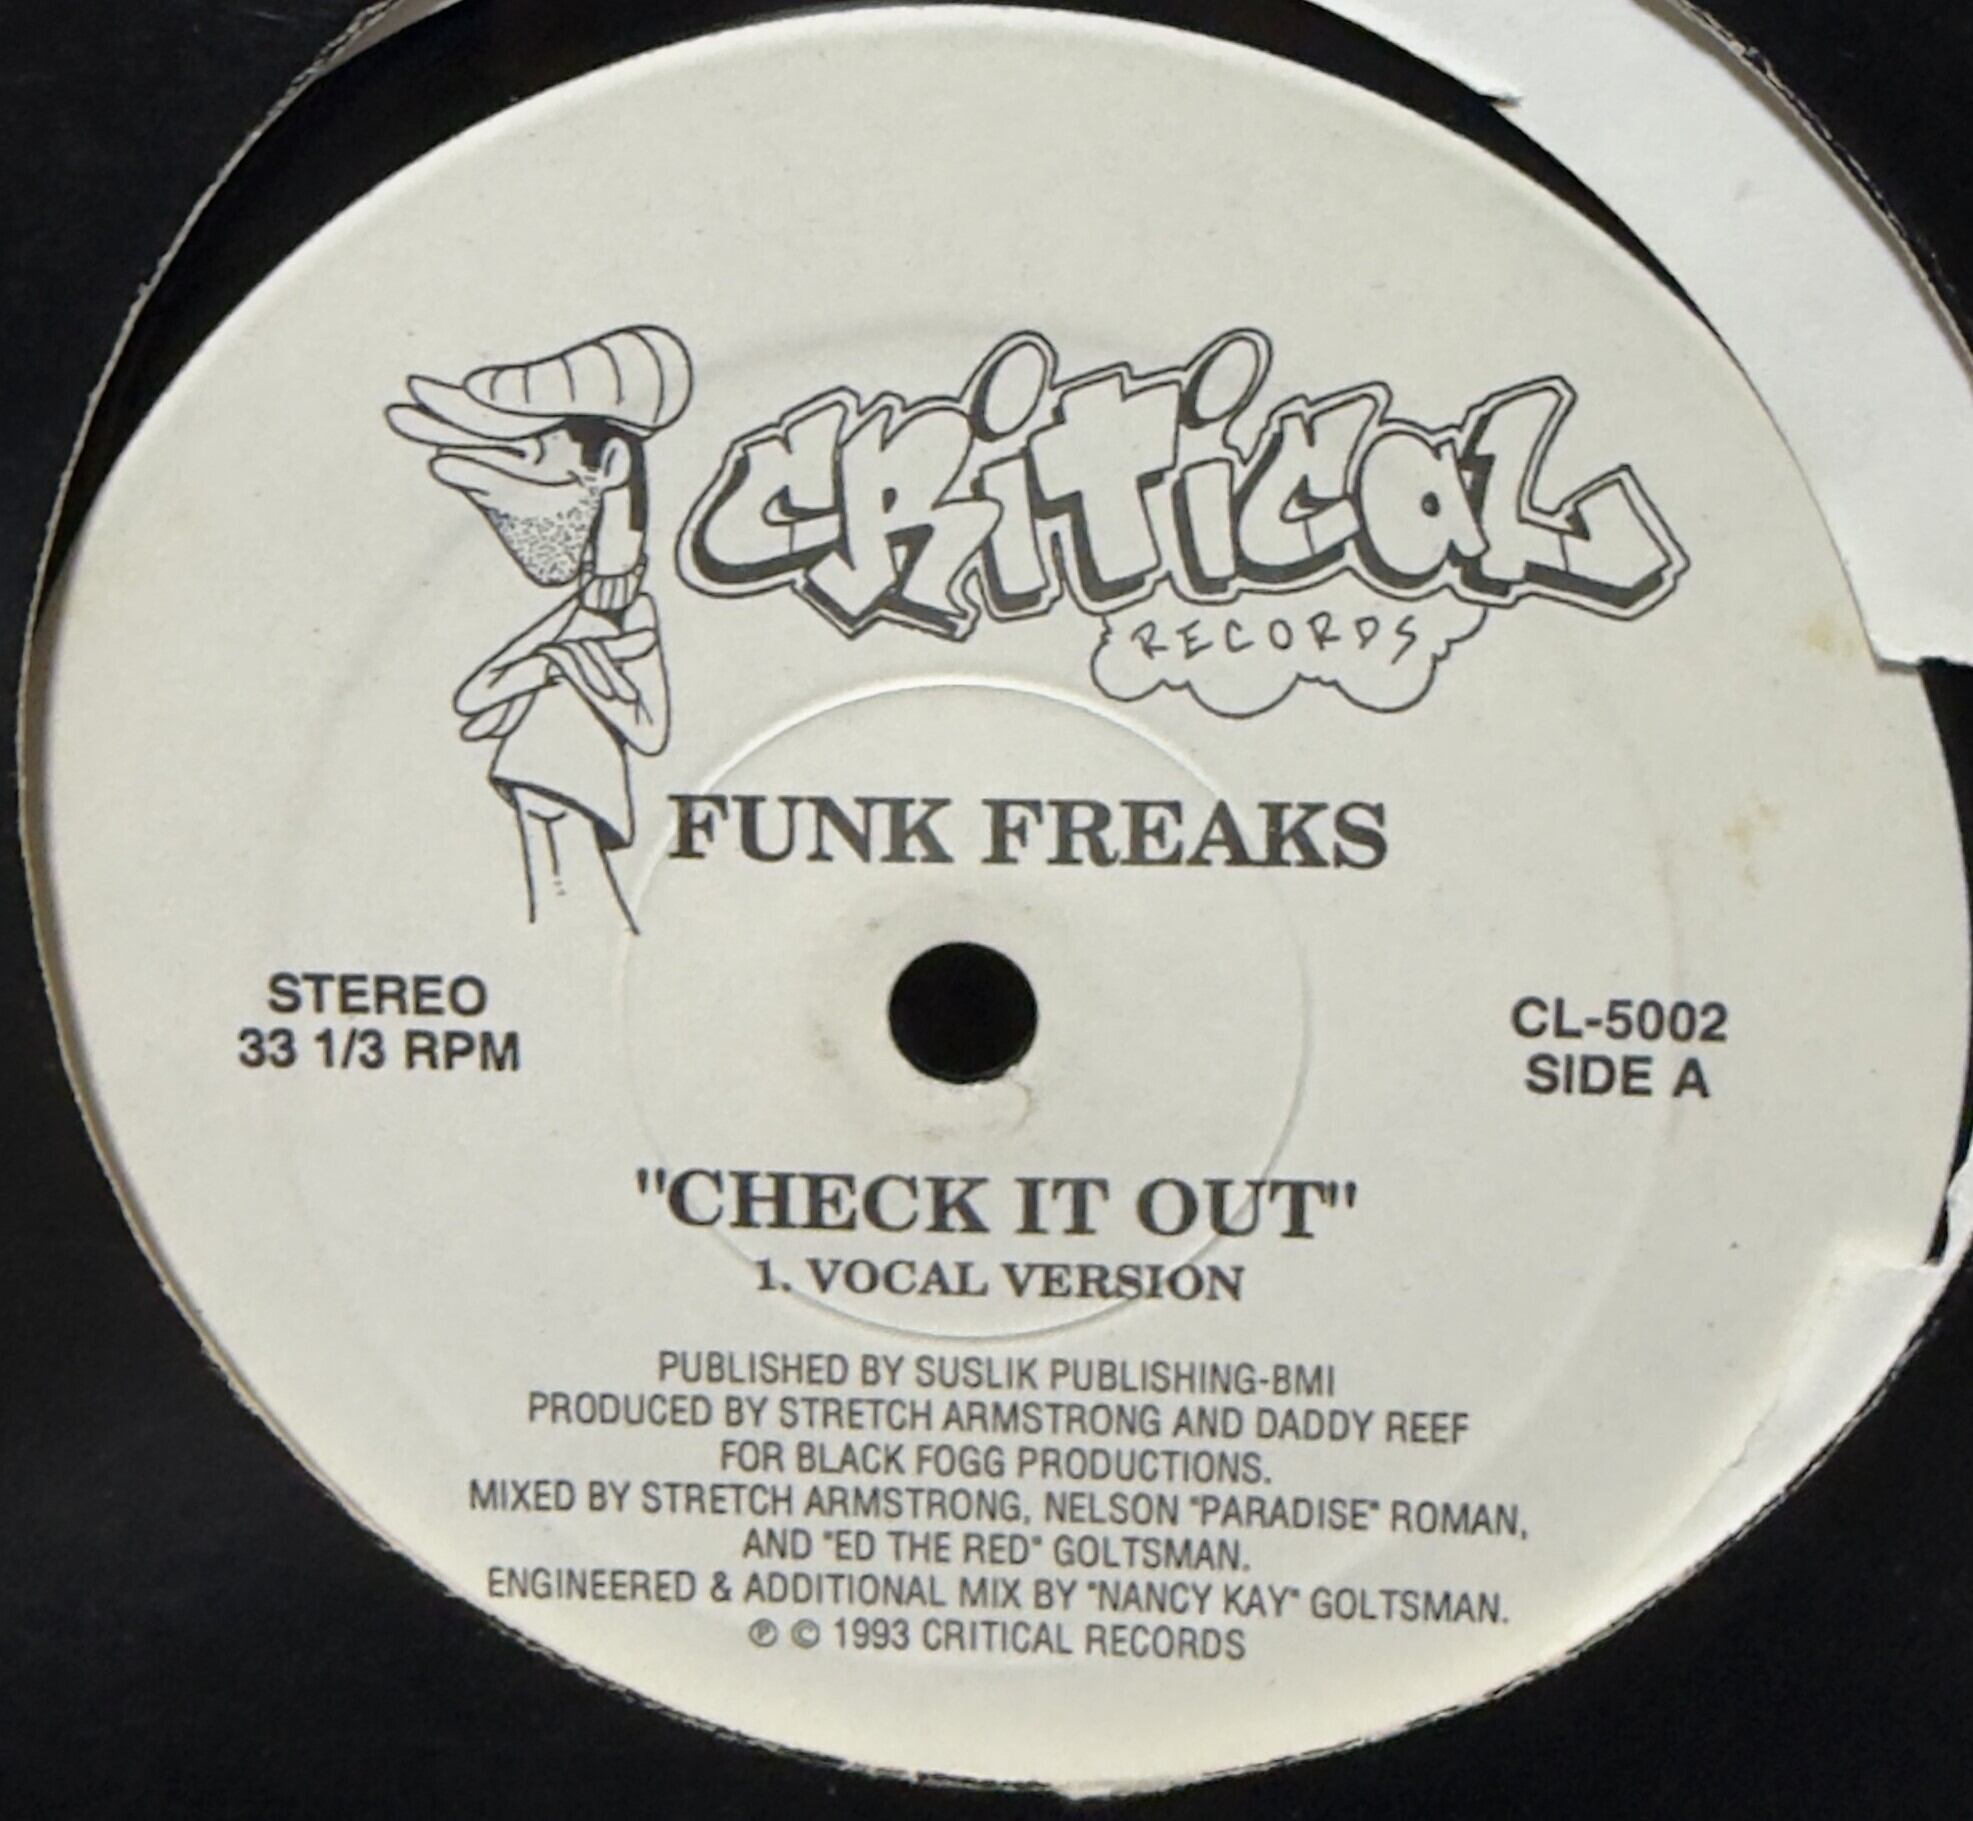 CRiTiCaL
RECORDS
FUNK FREAKS
STEREO
33 1/3 RPM
CL-5002
SIDE A
"CHECK IT OUT"
1. VOCAL VERSION
PUBLISHED BY SUSLIK PUBLISHING-BMI
PRODUCED BY STRETCH ARMSTRONG AND DADDY REEF
FOR BLACK FOGG PRODUCTIONS.
MIXED BY STRETCH ARMSTRONG, NELSON "PARADISE" ROMAN,
AND "ED THE RED" GOLTSMAN.
ENGINEERED & ADDITIONAL MIX BY "NANCY KAY" GOLTSMAN.
℗ © 1993 CRITICAL RECORDS